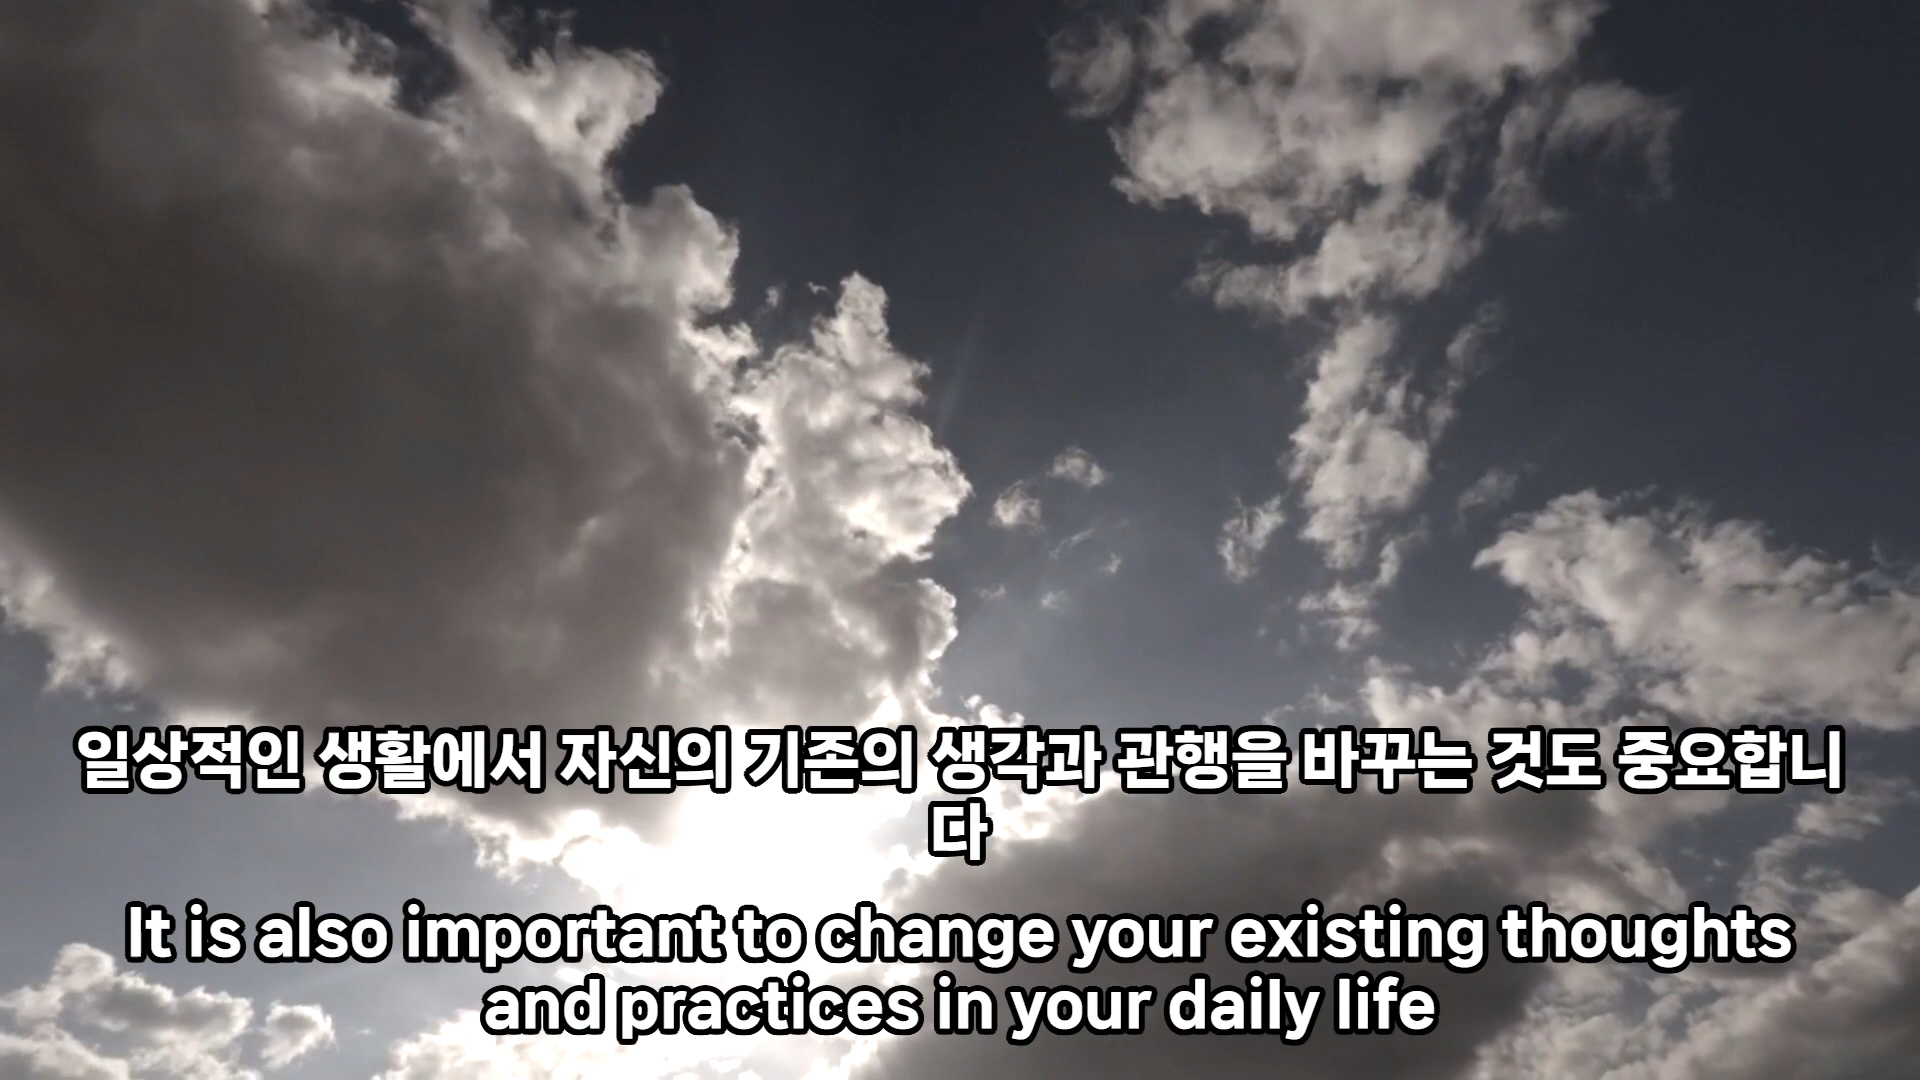 일상적인 생활에서 자신의 기존의 생각과 관행을 바꾸는 것도 중요합니
다
It is also important to change your existing thoughts
and practices in your daily life